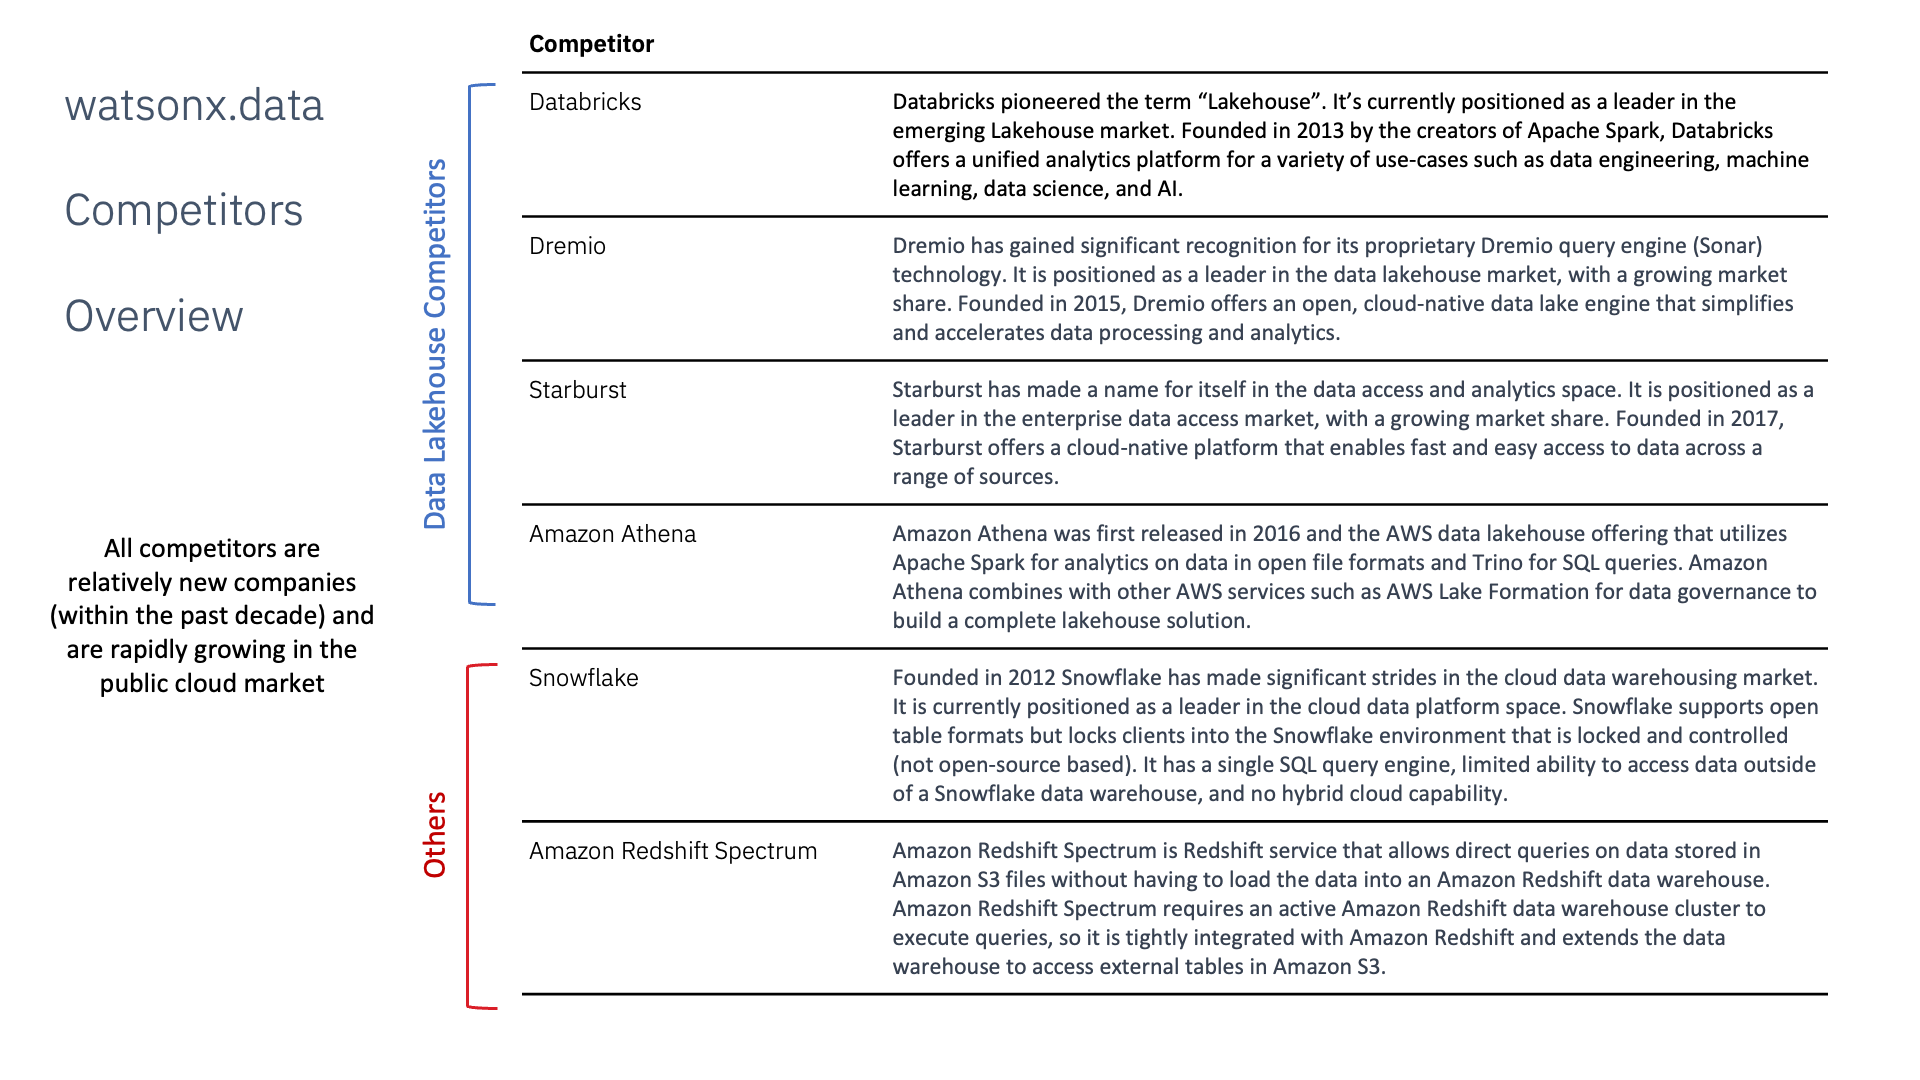 watsonx.data
Competitors
Overview
All competitors are
relatively new companies
(within the past decade) and
are rapidly growing in the
public cloud market
Data Lakehouse Competitors
Others
Competitor
Databricks
Databricks pioneered the term “Lakehouse”. It’s currently positioned as a leader in the
emerging Lakehouse market. Founded in 2013 by the creators of Apache Spark, Databricks
offers a unified analytics platform for a variety of use-cases such as data engineering, machine
learning, data science, and AI.
Dremio
Dremio has gained significant recognition for its proprietary Dremio query engine (Sonar)
technology. It is positioned as a leader in the data lakehouse market, with a growing market
share. Founded in 2015, Dremio offers an open, cloud-native data lake engine that simplifies
and accelerates data processing and analytics.
Starburst
Starburst has made a name for itself in the data access and analytics space. It is positioned as a
leader in the enterprise data access market, with a growing market share. Founded in 2017,
Starburst offers a cloud-native platform that enables fast and easy access to data across a
range of sources.
Amazon Athena
Amazon Athena was first released in 2016 and the AWS data lakehouse offering that utilizes
Apache Spark for analytics on data in open file formats and Trino for SQL queries. Amazon
Athena combines with other AWS services such as AWS Lake Formation for data governance to
build a complete lakehouse solution.
Snowflake
Founded in 2012 Snowflake has made significant strides in the cloud data warehousing market.
It is currently positioned as a leader in the cloud data platform space. Snowflake supports open
table formats but locks clients into the Snowflake environment that is locked and controlled
(not open-source based). It has a single SQL query engine, limited ability to access data outside
of a Snowflake data warehouse, and no hybrid cloud capability.
Amazon Redshift Spectrum
Amazon Redshift Spectrum is Redshift service that allows direct queries on data stored in
Amazon S3 files without having to load the data into an Amazon Redshift data warehouse.
Amazon Redshift Spectrum requires an active Amazon Redshift data warehouse cluster to
execute queries, so it is tightly integrated with Amazon Redshift and extends the data
warehouse to access external tables in Amazon S3.